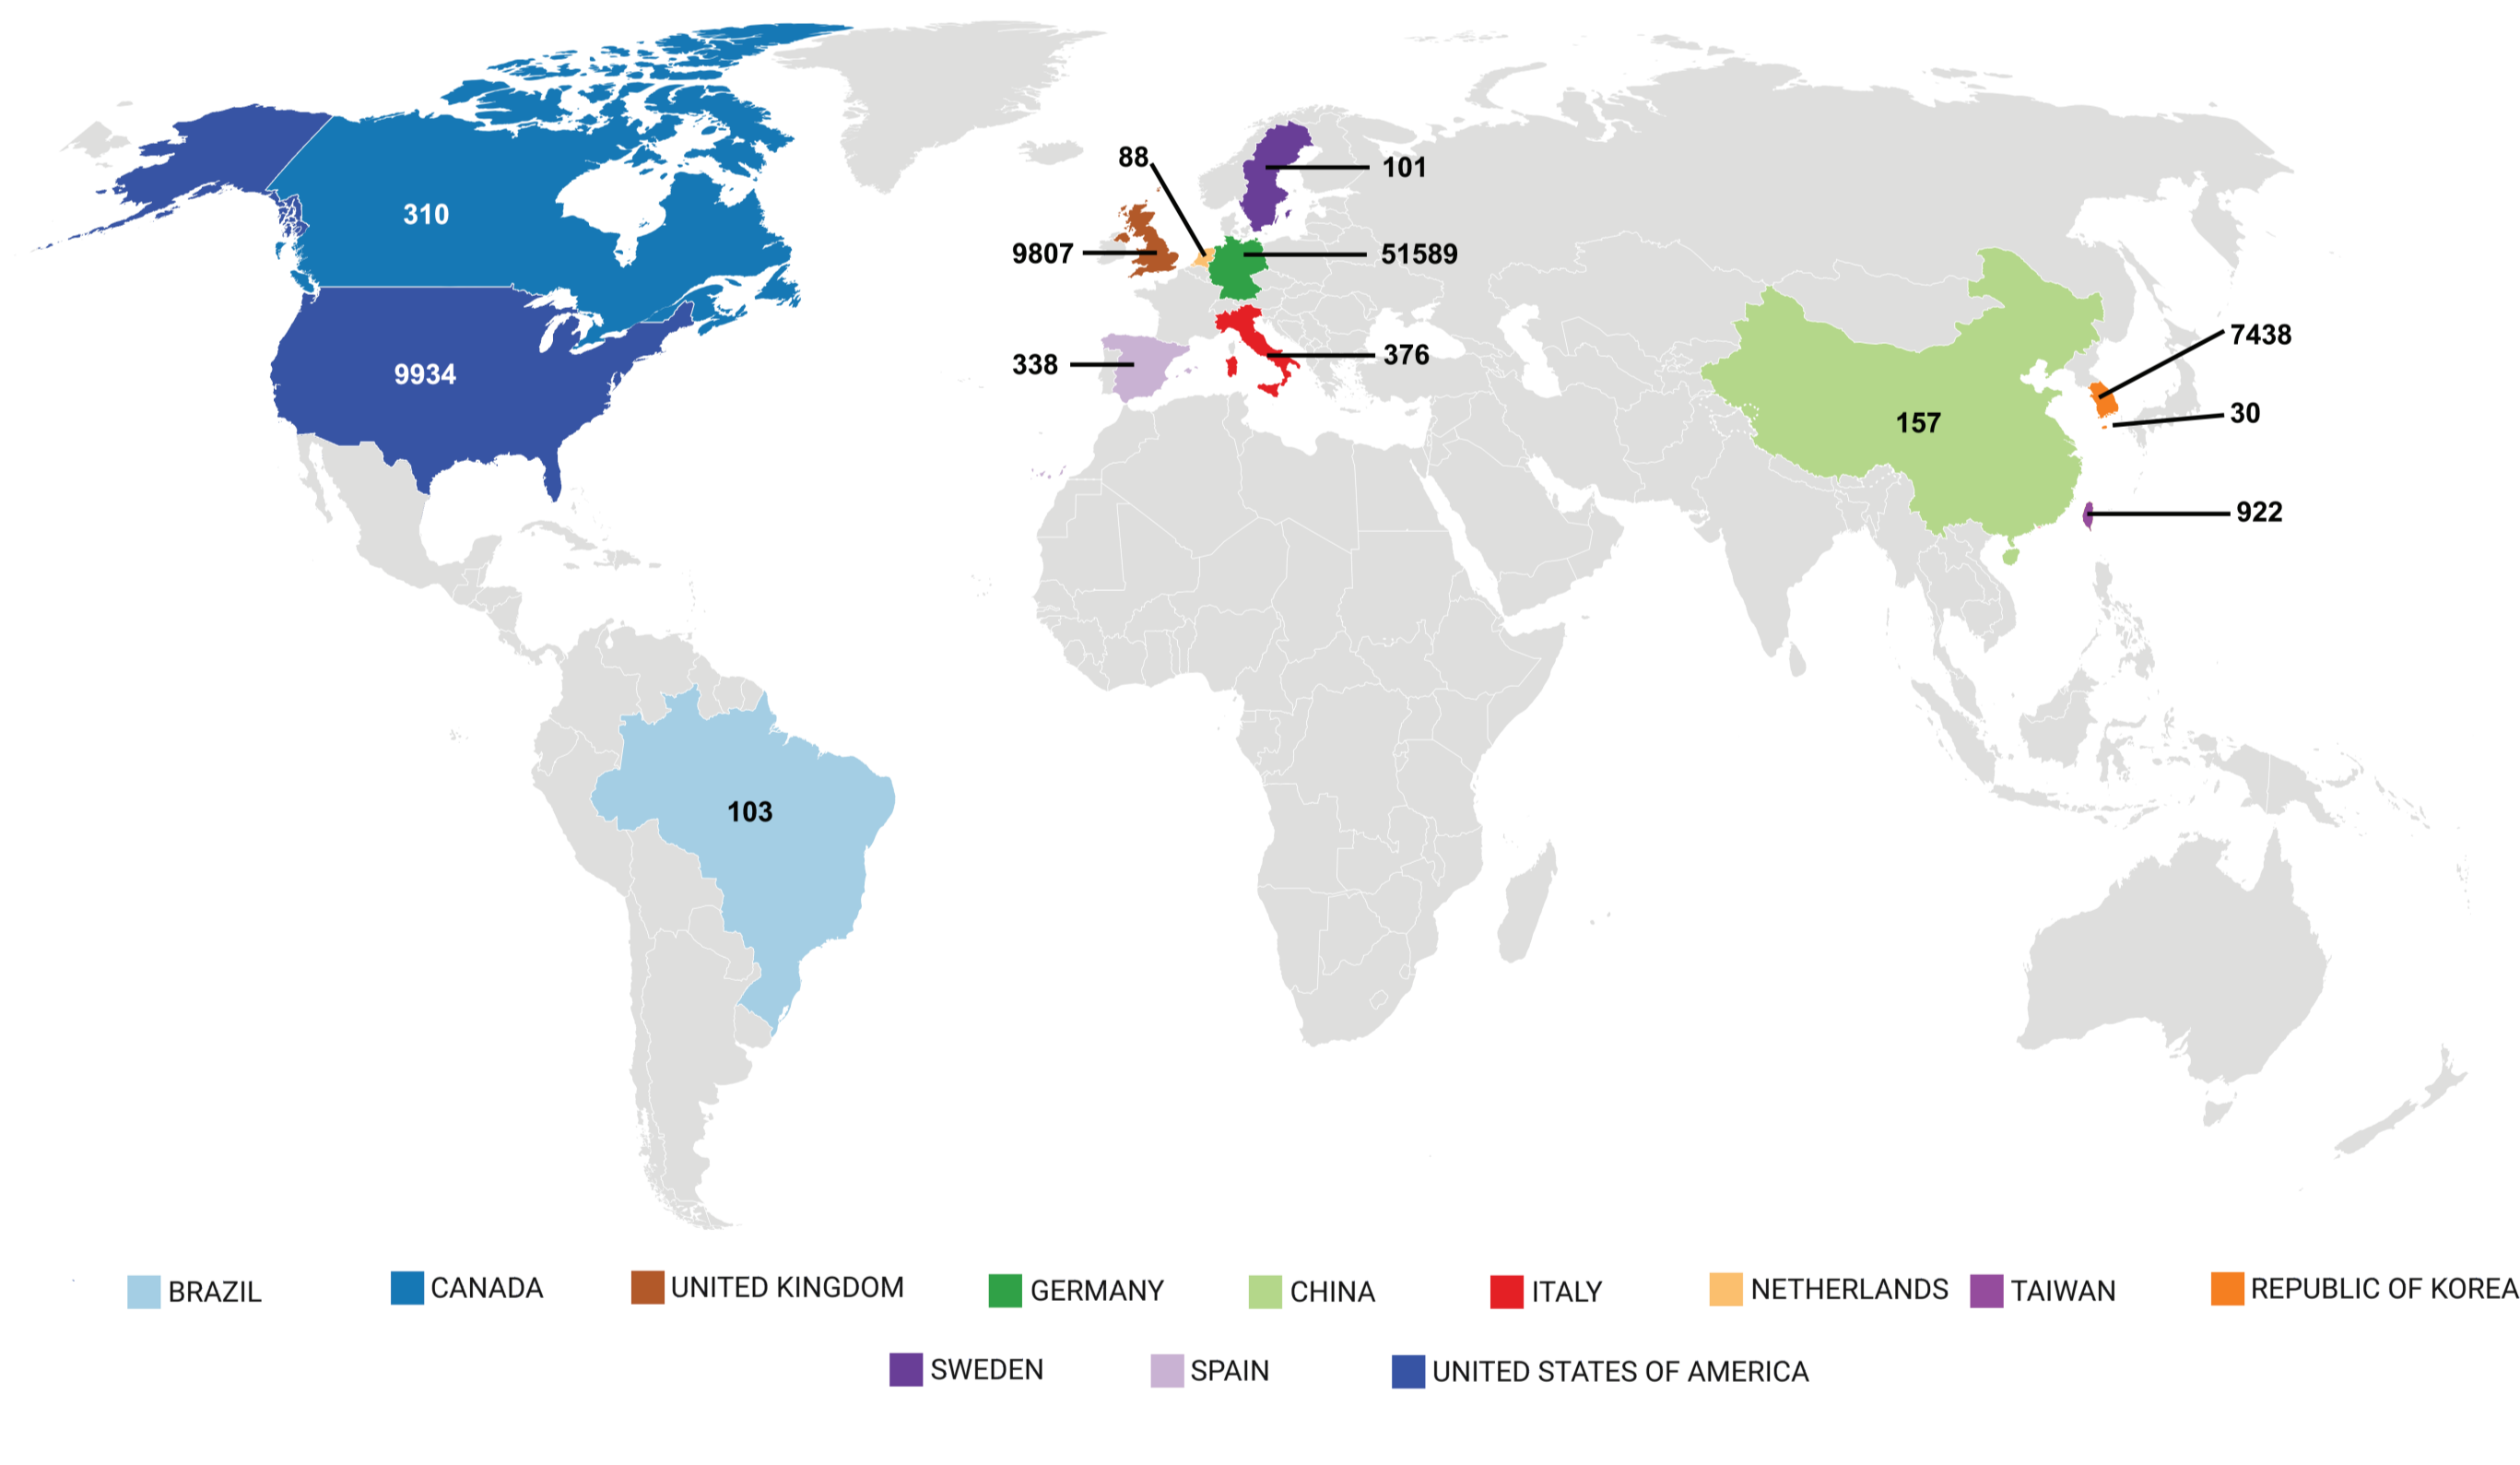 88
101
310
9807
51589
7438
338
376
9934
30
157
922
103
BRAZIL
CANADA
UNITED KINGDOM
GERMANY
CHINA
ITALY
NETHERLANDS
TAIWAN
REPUBLIC OF KOREA
SWEDEN
SPAIN
UNITED STATES OF AMERICA